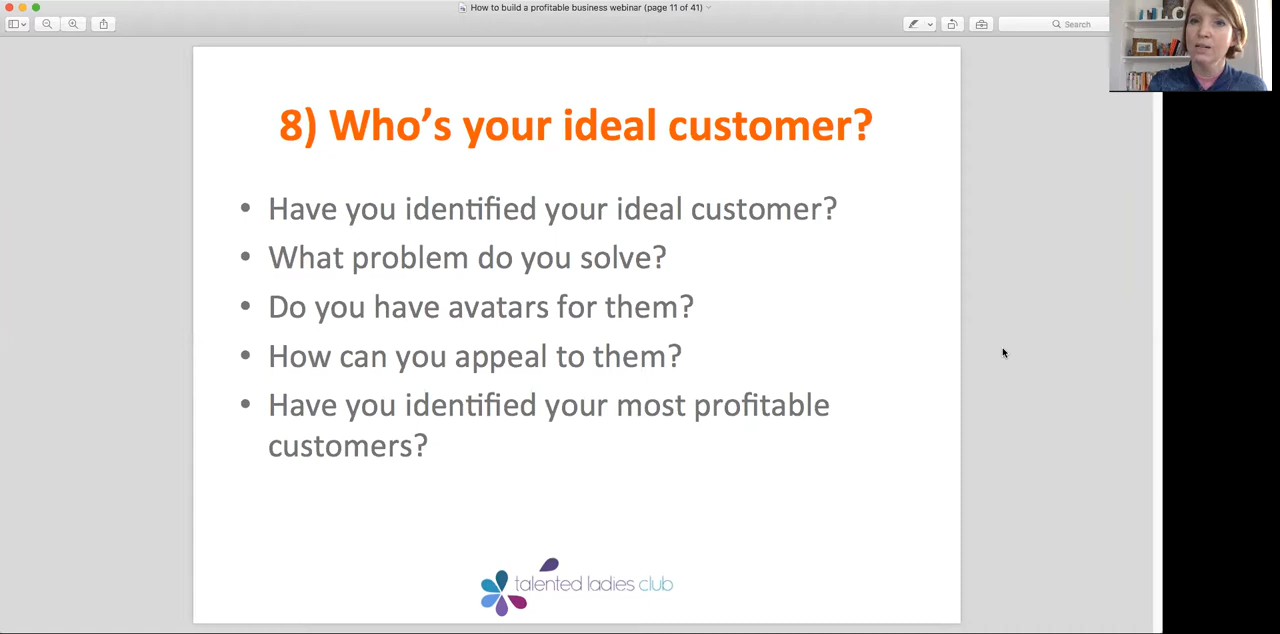 How to build a profitable business webinar (page 11 of 41)
Search
8) Who's your ideal customer?
• Have you identified your ideal customer?
• What problem do you solve?
• Do you have avatars for them?
• How can you appeal to them?
• Have you identified your most profitable
customers?
talented ladies club